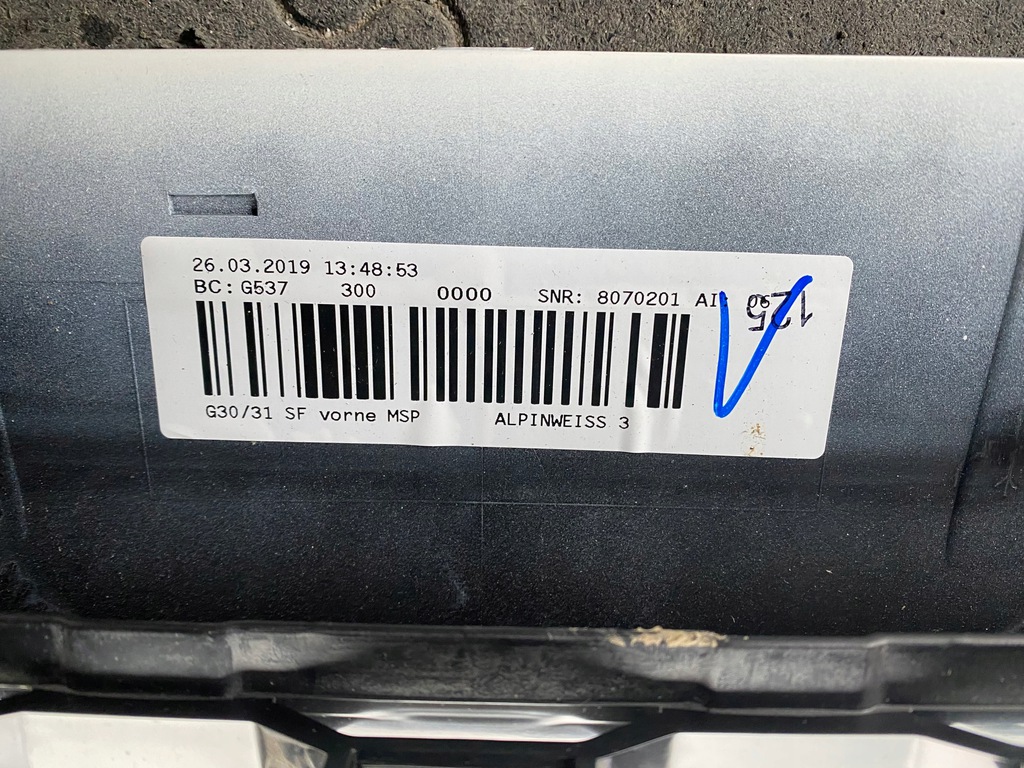 26.03.2019 13:48:53
BC: G537 300 0000 SNR: 8070201
125
G30/31 SF vorne MSP ALPINWEISS 3